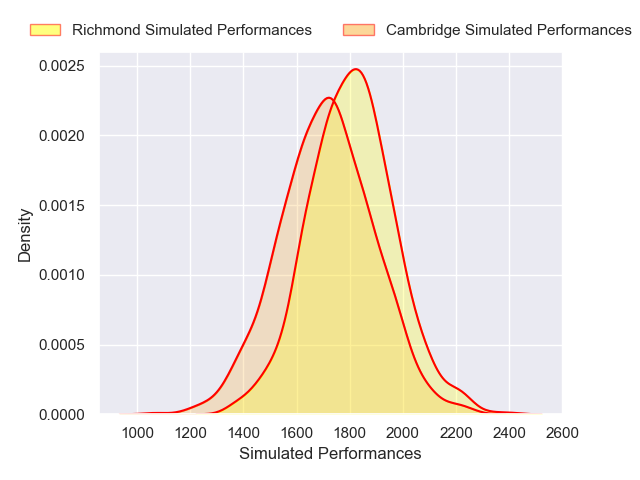 Richmond Simulated Performances Cambridge Simulated Performances
0.0025
0.0020
0.0015
0.0010
0.0005
0.0000
Density
1000 1200 1400 1600 1800 2000 2200 2400 2600
Simulated Performances